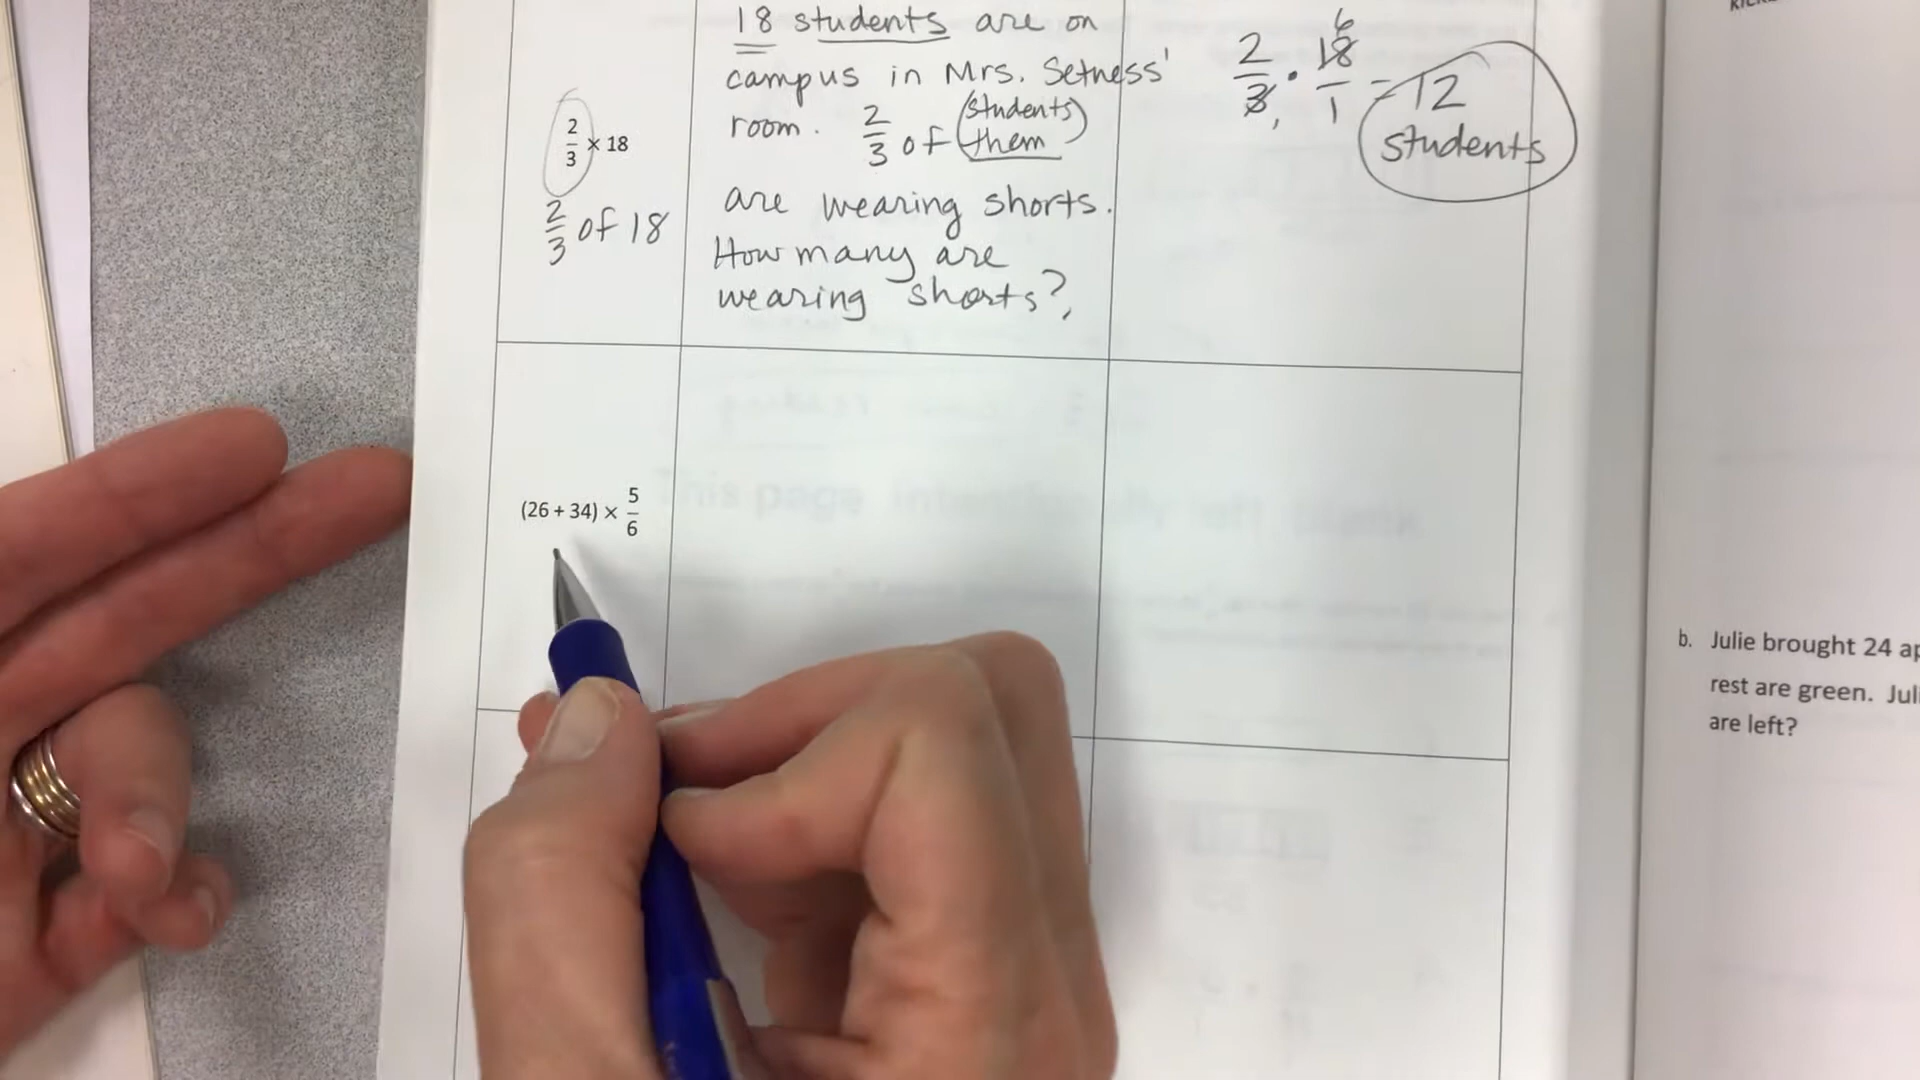 18 students are on
campus in Mrs. Setness'
room. 2/3 of (students)
them
are wearing shorts.
How many are
wearing shorts?
2/3 × 18
2/3 of 18
2/3 · 18/1 = 12
6
1
students
(26 + 34) × 5/6
This page intentionally left blank
b. Julie brought 24 ap
rest are green. Juli
are left?